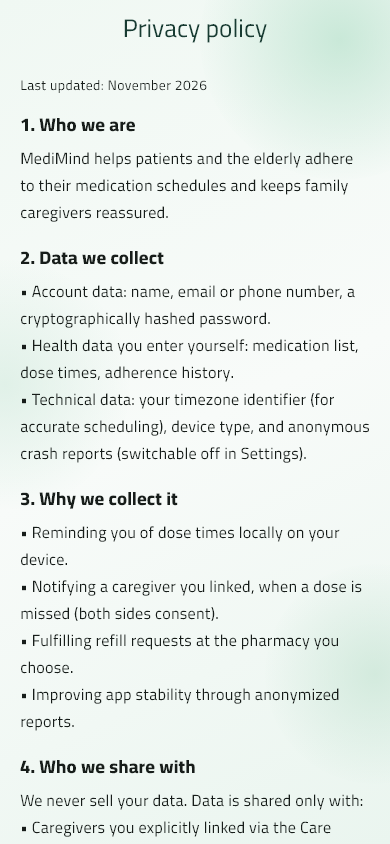 Privacy policy
Last updated: November 2026
1. Who we are
MediMind helps patients and the elderly adhere
to their medication schedules and keeps family
caregivers reassured.
2. Data we collect
▪ Account data: name, email or phone number, a
cryptographically hashed password.
▪ Health data you enter yourself: medication list,
dose times, adherence history.
▪ Technical data: your timezone identifier (for
accurate scheduling), device type, and anonymous
crash reports (switchable off in Settings).
3. Why we collect it
▪ Reminding you of dose times locally on your
device.
▪ Notifying a caregiver you linked, when a dose is
missed (both sides consent).
▪ Fulfilling refill requests at the pharmacy you
choose.
▪ Improving app stability through anonymized
reports.
4. Who we share with
We never sell your data. Data is shared only with:
▪ Caregivers you explicitly linked via the Care